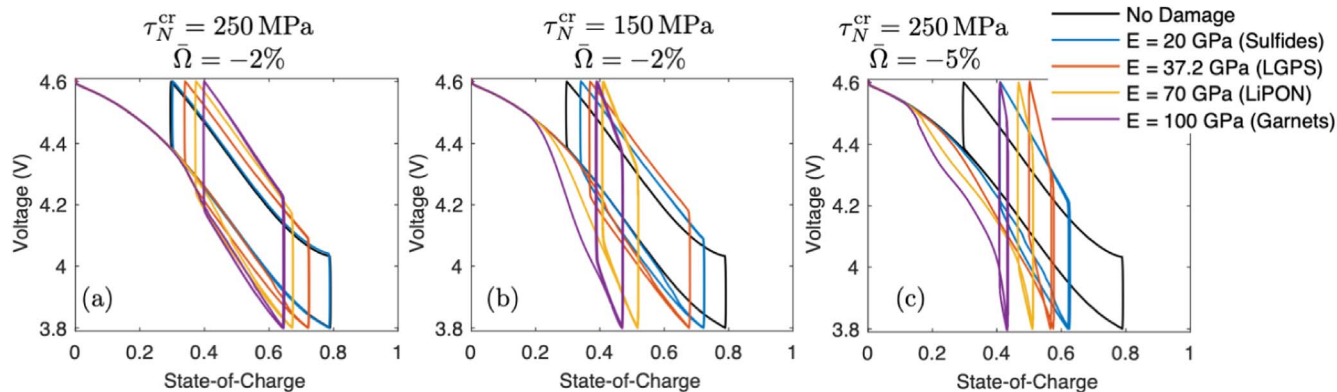 τ_N^cr = 250 MPa
Ω̄ = −2%
τ_N^cr = 150 MPa
Ω̄ = −2%
τ_N^cr = 250 MPa
Ω̄ = −5%
No Damage
E = 20 GPa (Sulfides)
E = 37.2 GPa (LGPS)
E = 70 GPa (LiPON)
E = 100 GPa (Garnets)
Voltage (V)
4.6
4.4
4.2
4
3.8
(a)
0 0.2 0.4 0.6 0.8 1
State-of-Charge
Voltage (V)
4.6
4.4
4.2
4
3.8
(b)
0 0.2 0.4 0.6 0.8 1
State-of-Charge
Voltage (V)
4.6
4.4
4.2
4
3.8
(c)
0 0.2 0.4 0.6 0.8 1
State-of-Charge